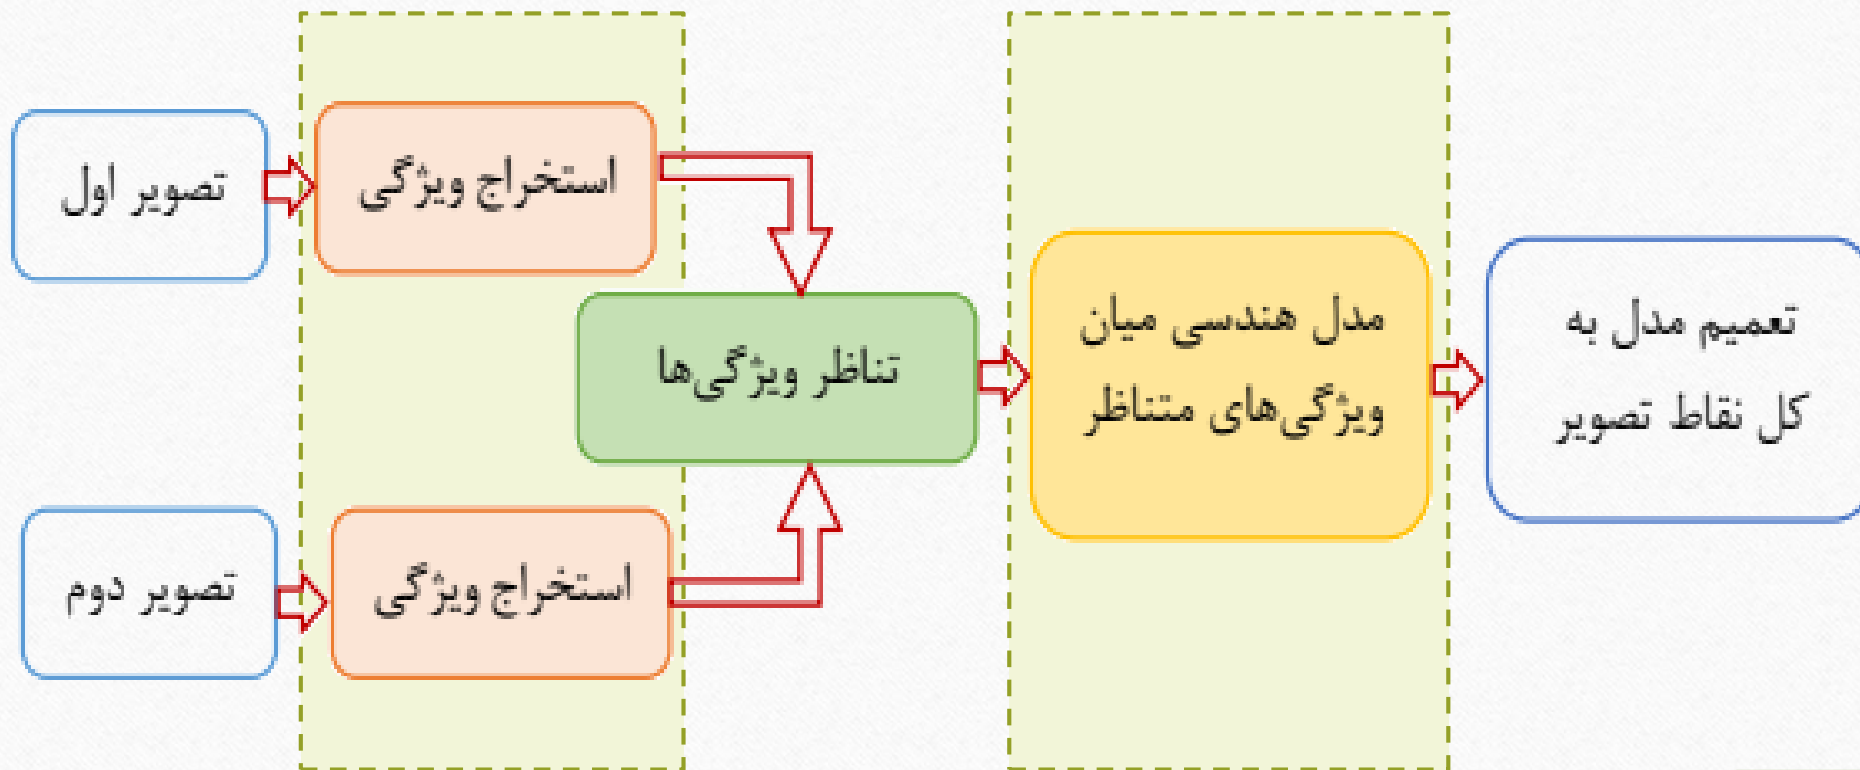 تصویر اول
استخراج ویژگی
تناظر ویژگی‌ها
مدل هندسی میان
ویژگی‌های متناظر
تعمیم مدل به
کل نقاط تصویر
تصویر دوم
استخراج ویژگی